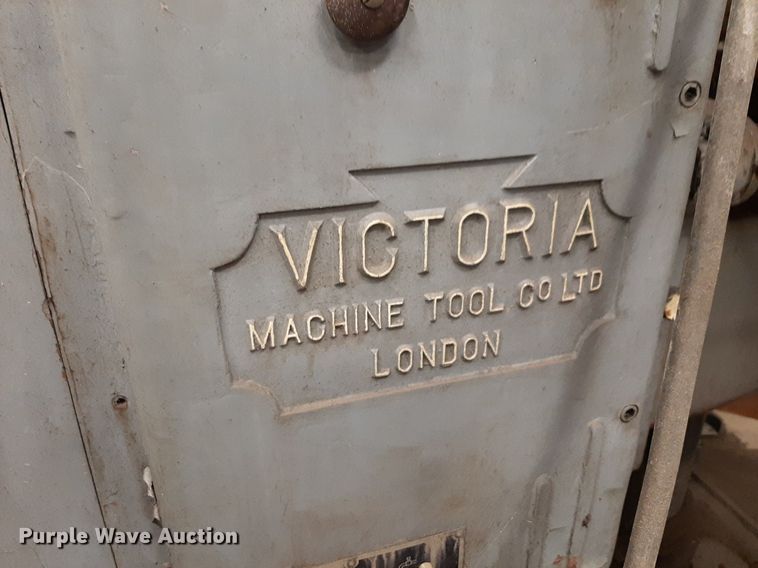 VICTORIA
MACHINE TOOL CO LTD
LONDON
Purple Wave Auction®